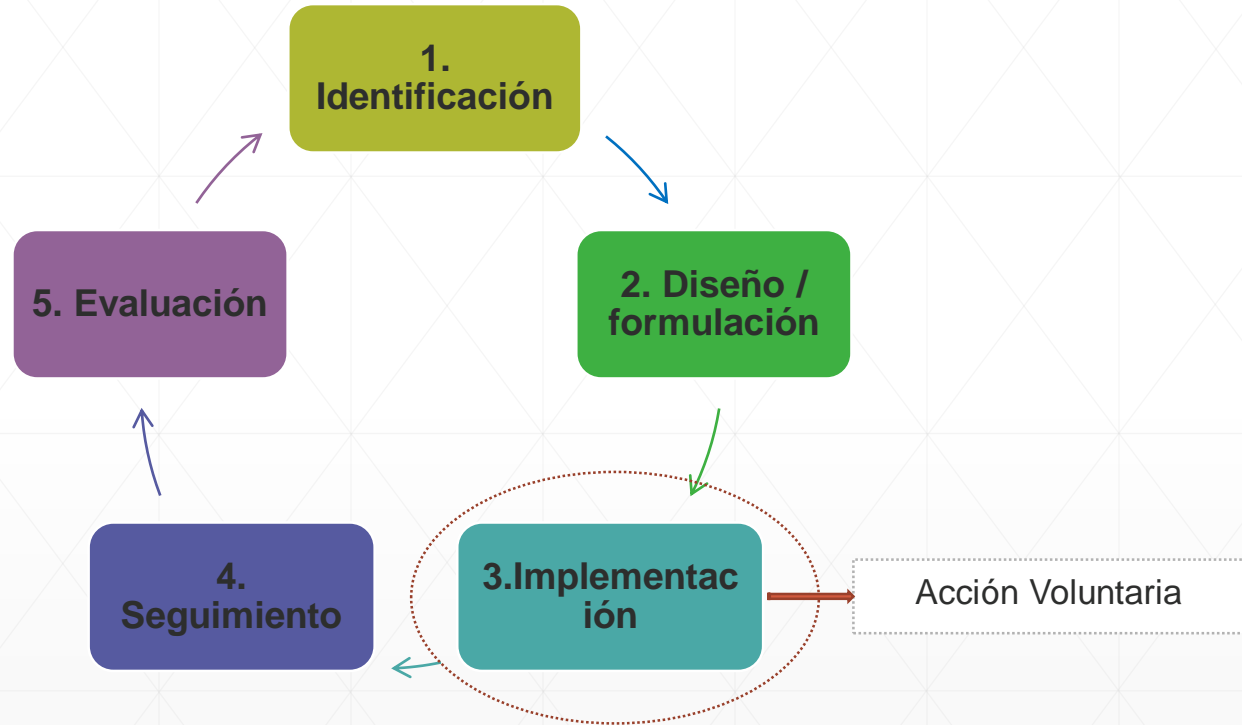 1.
Identificación
2. Diseño /
formulación
3.Implementac
ión
Acción Voluntaria
4.
Seguimiento
5. Evaluación